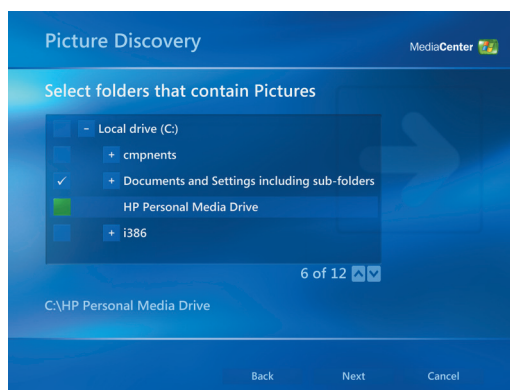 Picture Discovery
MediaCenter
Select folders that contain Pictures
- Local drive (C:)
+ cmpnents
✓ + Documents and Settings including sub-folders
HP Personal Media Drive
+ i386
6 of 12
C:\HP Personal Media Drive
Back Next Cancel